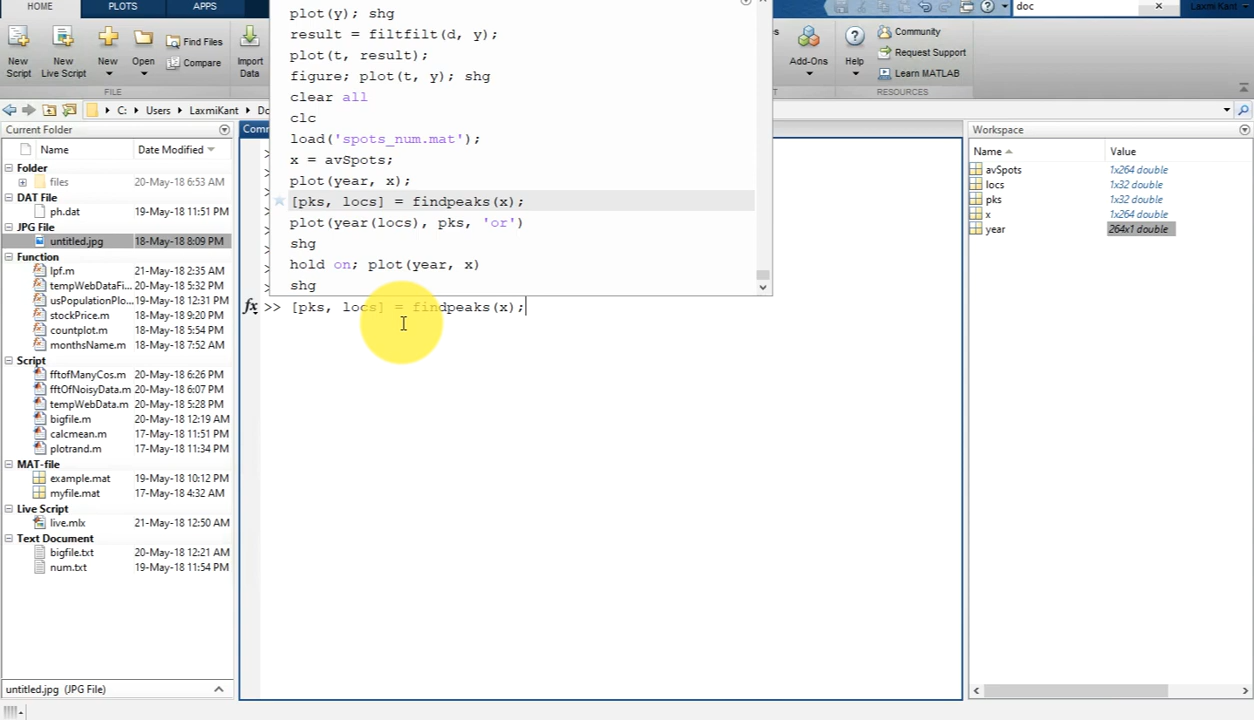 HOME PLOTS APPS
doc
Laxmi Kant
New Script
New Live Script
New
Open
Find Files
Compare
Import Data
Add-Ons
Help
Community
Request Support
Learn MATLAB
FILE
RESOURCES
C: Users LaxmiKant
Current Folder
Name Date Modified
Folder
files 20-May-18 6:53 AM
DAT File
ph.dat 19-May-18 11:51 PM
JPG File
untitled.jpg 18-May-18 8:09 PM
Function
lpf.m 21-May-18 2:35 AM
tempWebDataFi... 20-May-18 5:32 PM
usPopulationPlo... 19-May-18 12:31 PM
stockPrice.m 18-May-18 9:20 PM
countplot.m 18-May-18 5:54 PM
monthsName.m 18-May-18 7:52 AM
Script
fftofManyCos.m 20-May-18 6:26 PM
fftOfNoisyData.m 20-May-18 6:07 PM
tempWebData.m 20-May-18 5:28 PM
bigfile.m 20-May-18 12:19 AM
calcmean.m 17-May-18 11:51 PM
plotrand.m 17-May-18 11:34 PM
MAT-file
example.mat 19-May-18 10:12 PM
myfile.mat 17-May-18 4:32 AM
Live Script
live.mlx 21-May-18 12:50 AM
Text Document
bigfile.txt 20-May-18 12:21 AM
num.txt 19-May-18 11:54 PM
untitled.jpg (JPG File)
plot(y); shg
result = filtfilt(d, y);
plot(t, result);
figure; plot(t, y); shg
clear all
clc
load('spots_num.mat');
x = avSpots;
plot(year, x);
[pks, locs] = findpeaks(x);
plot(year(locs), pks, 'or')
shg
hold on; plot(year, x)
shg
fx >> [pks, locs] = findpeaks(x);
Workspace
Name Value
avSpots 1x264 double
locs 1x32 double
pks 1x32 double
x 1x264 double
year 264x1 double